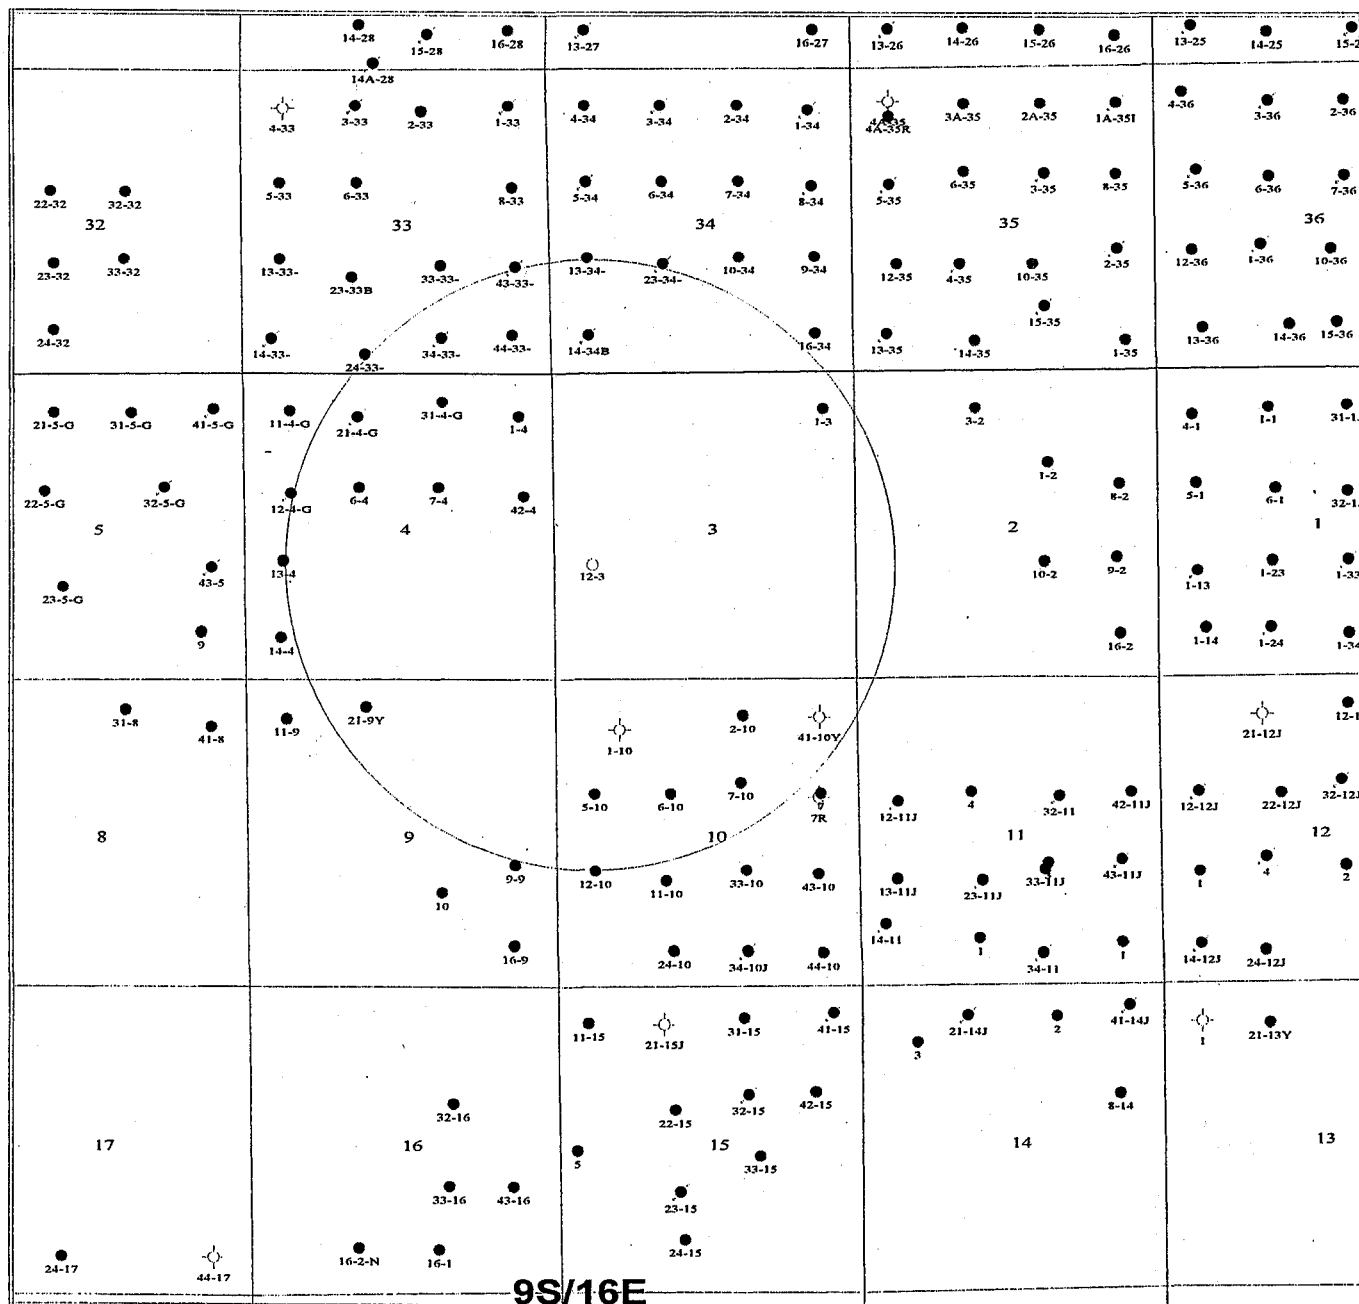 14-28 15-28 16-28 13-27 16-27 13-26 14-26 15-26 16-26 13-25 14-25
14A-28
4-33 3-33 2-33 1-33 4-34 3-34 2-34 1-34 4A-35 3A-35 2A-35 1A-35I 4-36 3-36 2-36
4A-35R
22-32 32-32 5-33 6-33 8-33 5-34 6-34 7-34 8-34 5-35 6-35 3-35 8-35 5-36 6-36 7-36
32 33 34 35 36
23-32 33-32 13-33- 23-33B 33-33- 43-33- 13-34- 23-34- 10-34 9-34 12-35 4-35 10-35 2-35 12-36 1-36 10-36
15-35
24-32 14-33- 24-33- 34-33- 44-33- 14-34B 16-34 13-35 14-35 1-35 13-36 14-36 15-36
21-5-G 31-5-G 41-5-G 11-4-G 21-4-G 31-4-G 1-4 1-3 3-2 4-1 1-1
1-2
22-5-G 32-5-G 12-4-G 6-4 7-4 42-4 8-2 5-1 6-1
5 4 3 2 1
23-5-G 43-5 13-4 12-3 10-2 9-2 1-13 1-23 1-33
9 14-4 16-2 1-14 1-24 1-34
31-8 41-8 11-9 21-9Y 1-10 2-10 41-10Y 21-12J
5-10 6-10 7-10 7R 12-11J 4 32-11 42-11J 12-12J 22-12J 32-12J
8 9 10 11 12
10 9-9 12-10 11-10 33-10 43-10 13-11J 23-11J 33-11J 43-11J 1 4 2
16-9 24-10 34-10J 44-10 14-11 1 34-11 1 14-12J 24-12J
11-15 21-15J 31-15 41-15 3 21-14J 2 41-14J 1 21-13Y
32-16 22-15 32-15 42-15 8-14
17 16 15 14 13
5 33-15
33-16 43-16 23-15
24-17 44-17 16-2-N 16-1 24-15
9S/16E